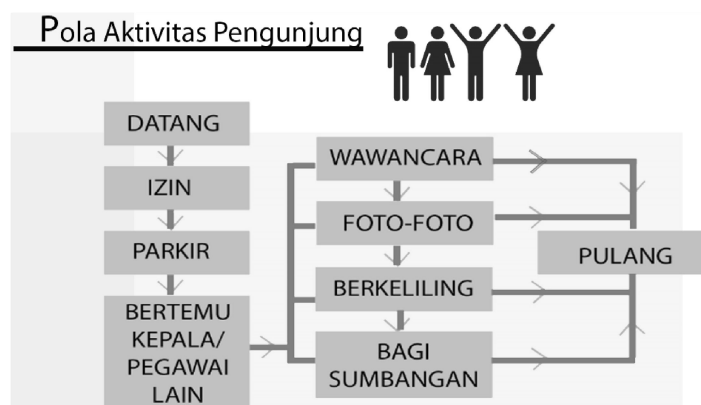 Pola Aktivitas Pengunjung
DATANG
IZIN
PARKIR
BERTEMU
KEPALA/
PEGAWAI
LAIN
WAWANCARA
FOTO-FOTO
BERKELILING
BAGI
SUMBANGAN
PULANG